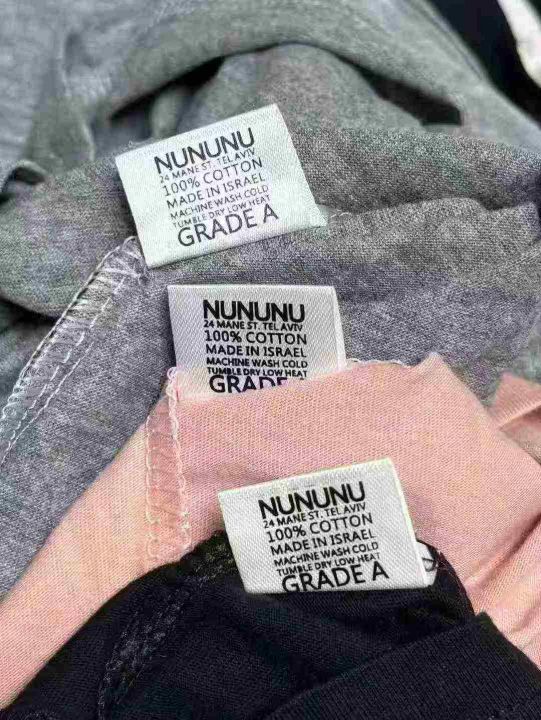 NUNUNU
24 MANE ST. TEL AVIV
100% COTTON
MADE IN ISRAEL
MACHINE WASH COLD
TUMBLE DRY LOW HEAT
GRADE A
NUNUNU
24 MANE ST. TEL AVIV
100% COTTON
MADE IN ISRAEL
MACHINE WASH COLD
TUMBLE DRY LOW HEAT
GRADE
NUNUNU
24 MANE ST. TEL AVIV
100% COTTON
MADE IN ISRAEL
MACHINE WASH COLD
TUMBLE DRY LOW HEAT
GRADE A